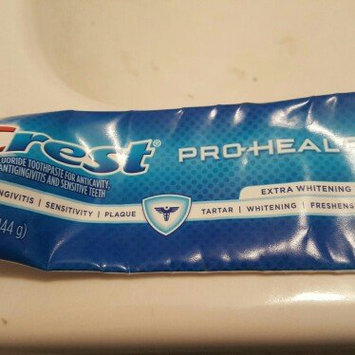 Crest PRO-HEAL
LUORIDE TOOTHPASTE FOR ANTICAVITY,
ANTIGINGIVITIS AND SENSITIVE TEETH
EXTRA WHITENING
NGIVITIS | SENSITIVITY | PLAQUE TARTAR | WHITENING | FRESHENS
44 g)